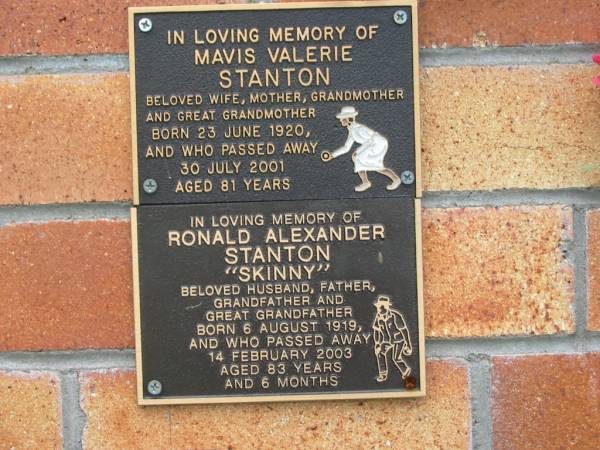 IN LOVING MEMORY OF
MAVIS VALERIE
STANTON
BELOVED WIFE, MOTHER, GRANDMOTHER
AND GREAT GRANDMOTHER
BORN 23 JUNE 1920,
AND WHO PASSED AWAY
30 JULY 2001
AGED 81 YEARS
IN LOVING MEMORY OF
RONALD ALEXANDER
STANTON
"SKINNY"
BELOVED HUSBAND, FATHER,
GRANDFATHER AND
GREAT GRANDFATHER
BORN 6 AUGUST 1919,
AND WHO PASSED AWAY
14 FEBRUARY 2003
AGED 83 YEARS
AND 6 MONTHS